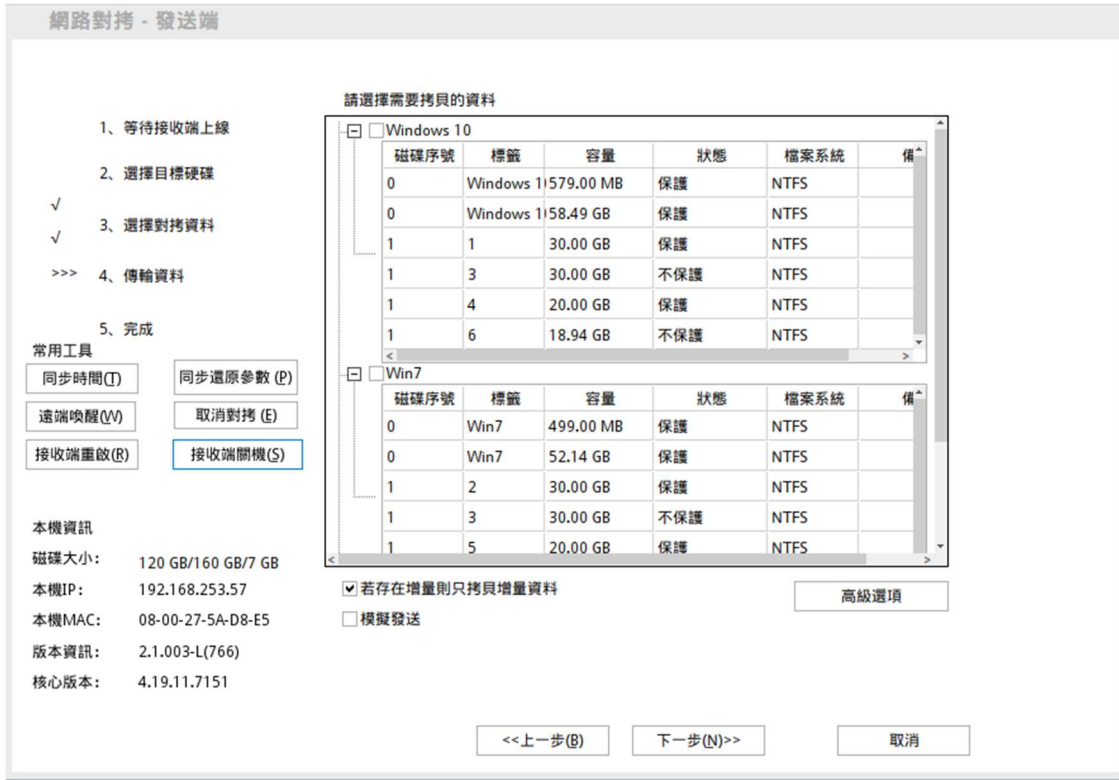 網路對拷 - 發送端
1、等待接收端上線
2、選擇目標硬碟
√
3、選擇對拷資料
√
>>> 4、傳輸資料
5、完成
常用工具
同步時間(T) 同步還原參數 (P)
遠端喚醒(W) 取消對拷 (E)
接收端重啟(R) 接收端關機(S)
本機資訊
磁碟大小: 120 GB/160 GB/7 GB
本機IP: 192.168.253.57
本機MAC: 08-00-27-5A-D8-E5
版本資訊: 2.1.003-L(766)
核心版本: 4.19.11.7151
請選擇需要拷貝的資料
Windows 10
磁碟序號 標籤 容量 狀態 檔案系統 備
0 Windows 1 579.00 MB 保護 NTFS
0 Windows 1 58.49 GB 保護 NTFS
1 1 30.00 GB 保護 NTFS
1 3 30.00 GB 不保護 NTFS
1 4 20.00 GB 保護 NTFS
1 6 18.94 GB 不保護 NTFS
Win7
磁碟序號 標籤 容量 狀態 檔案系統 備
0 Win7 499.00 MB 保護 NTFS
0 Win7 52.14 GB 保護 NTFS
1 2 30.00 GB 保護 NTFS
1 3 30.00 GB 不保護 NTFS
1 5 20.00 GB 保護 NTFS
若存在增量則只拷貝增量資料
高級選項
模擬發送
<<上一步(B) 下一步(N)>> 取消